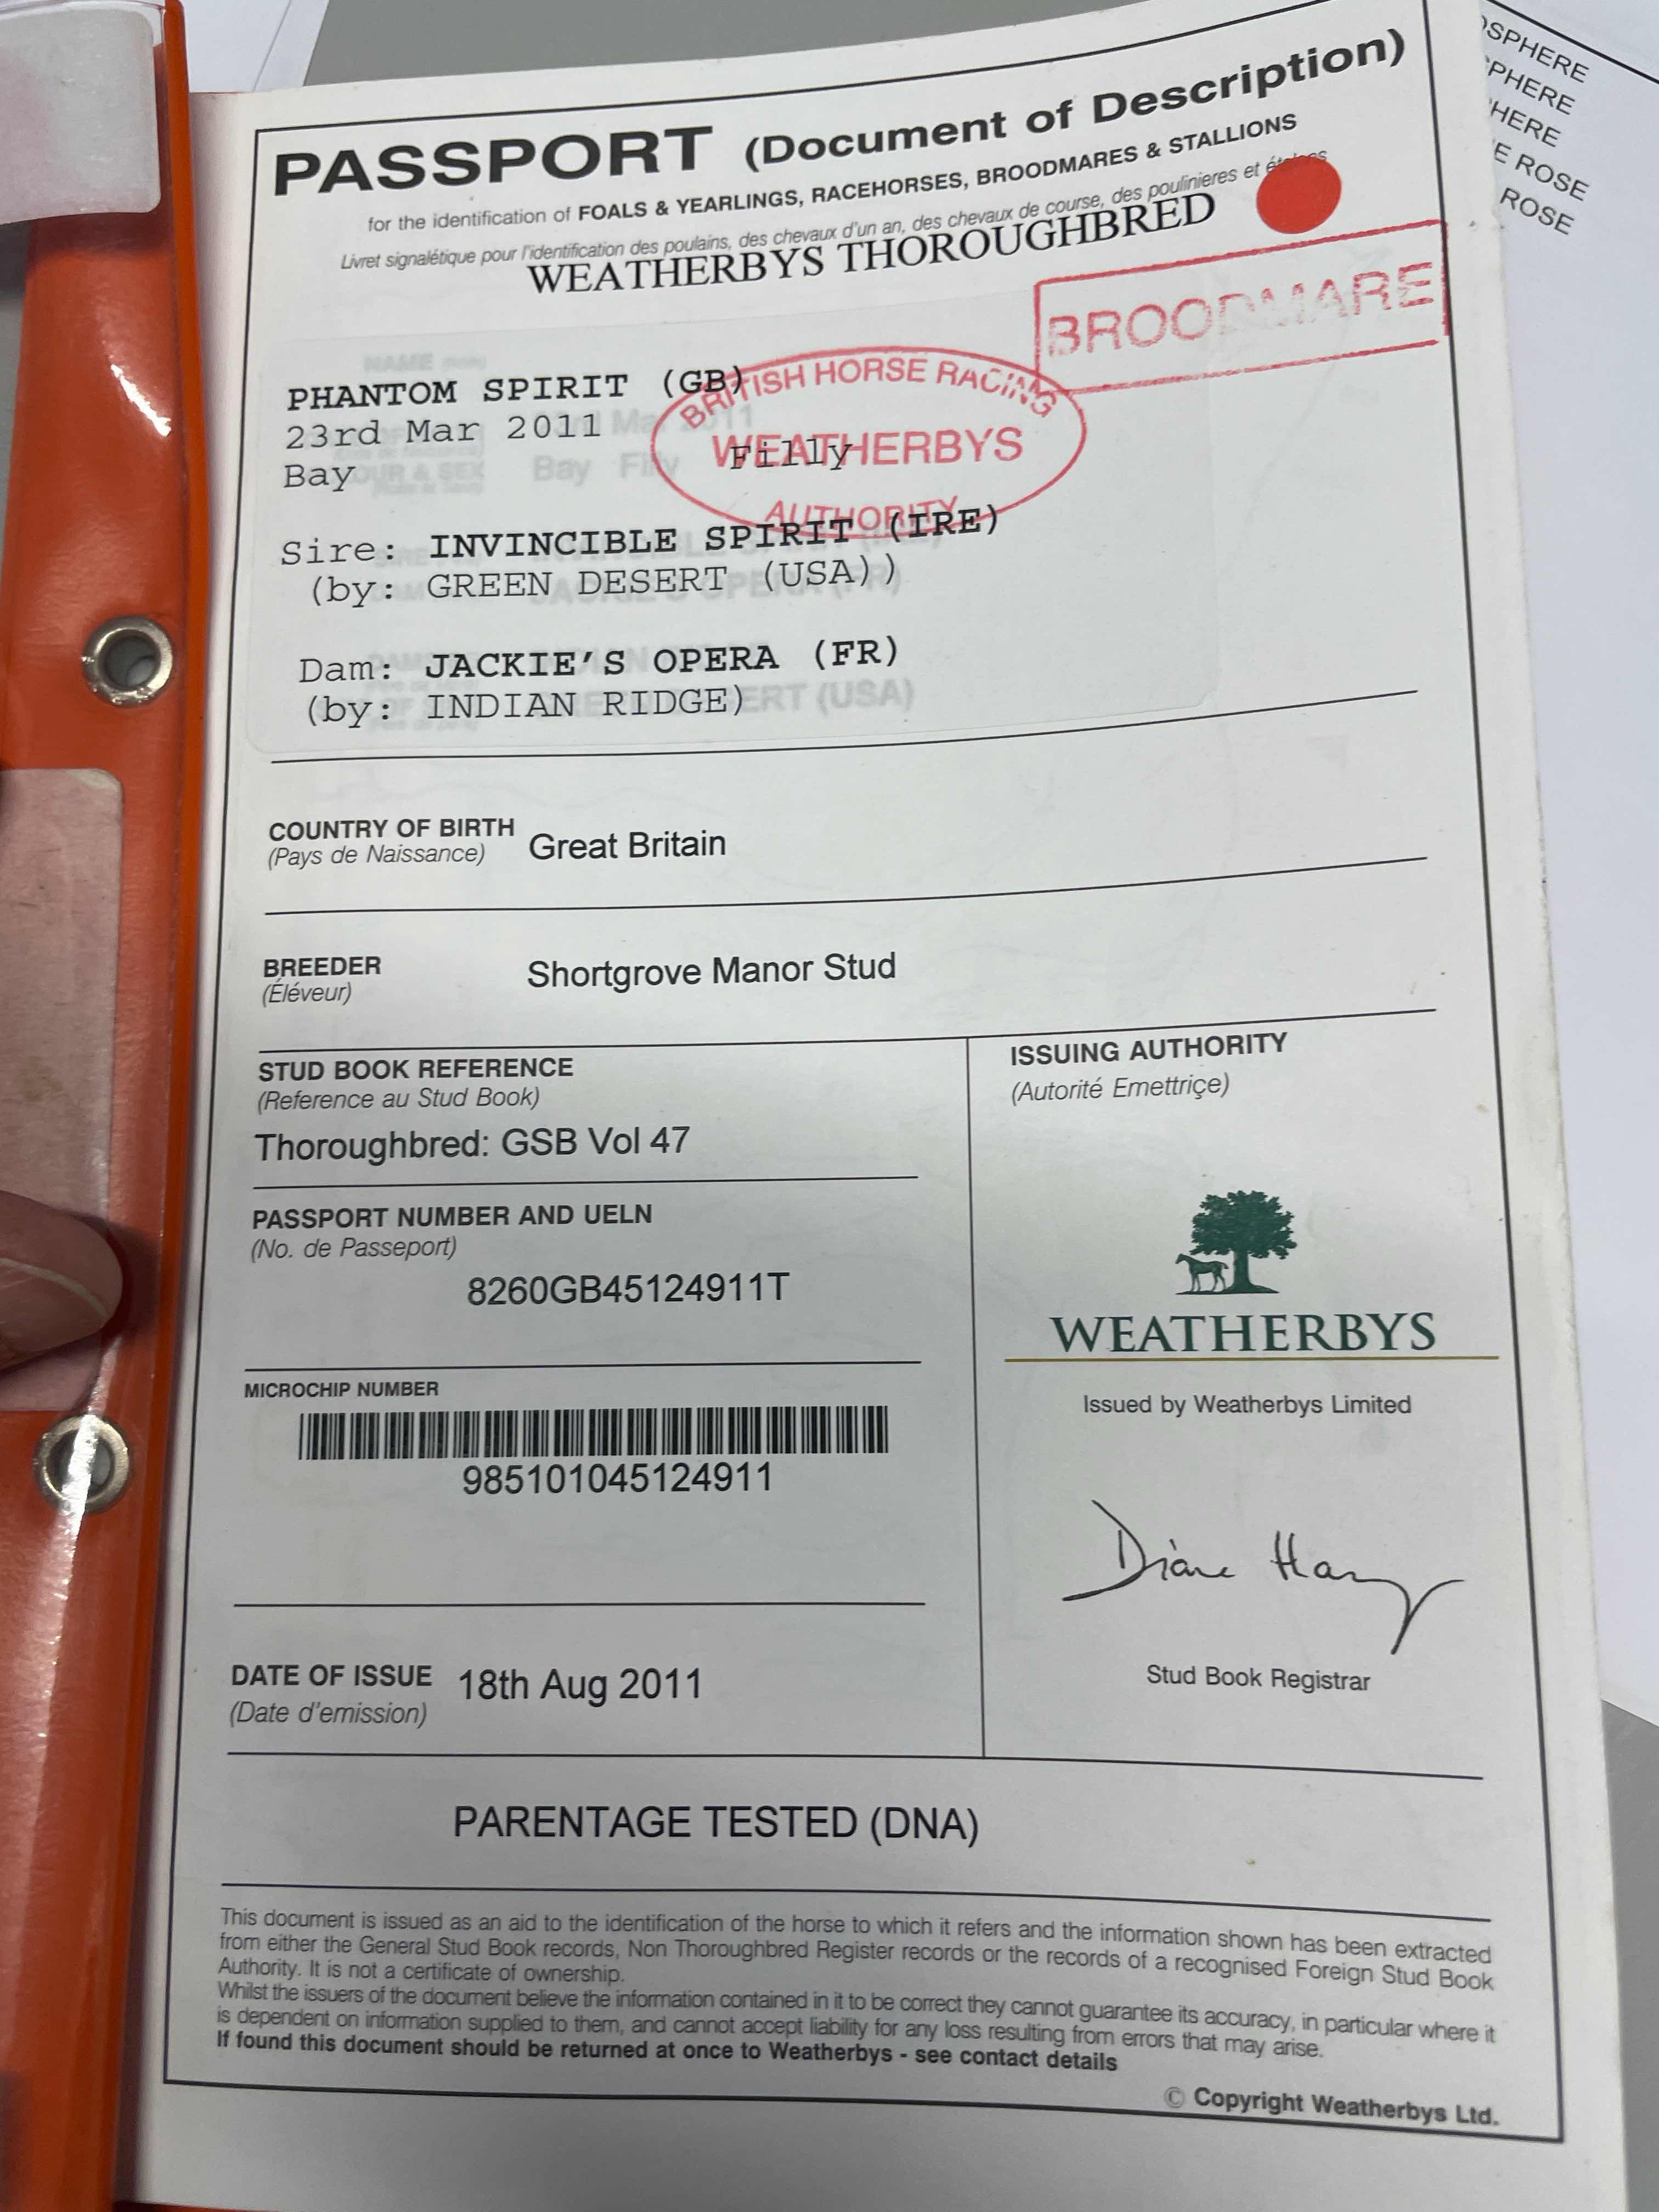 PASSPORT (Document of Description)
for the identification of FOALS & YEARLINGS, RACEHORSES, BROODMARES & STALLIONS
Livret signalétique pour l'identification des poulains, des chevaux d'un an, des chevaux de course, des poulinieres et étalons
WEATHERBYS THOROUGHBRED
BROODMARE
PHANTOM SPIRIT (GB)
23rd Mar 2011
Bay Filly
BRITISH HORSE RACING
WEATHERBYS
AUTHORITY
Sire: INVINCIBLE SPIRIT (IRE)
(by: GREEN DESERT (USA))
Dam: JACKIE'S OPERA (FR)
(by: INDIAN RIDGE)
COUNTRY OF BIRTH Great Britain
(Pays de Naissance)
BREEDER Shortgrove Manor Stud
(Éléveur)
STUD BOOK REFERENCE
(Reference au Stud Book)
Thoroughbred: GSB Vol 47
PASSPORT NUMBER AND UELN
(No. de Passeport)
8260GB45124911T
MICROCHIP NUMBER
985101045124911
DATE OF ISSUE 18th Aug 2011
(Date d'emission)
ISSUING AUTHORITY
(Autorité Emettriçe)
WEATHERBYS
Issued by Weatherbys Limited
Diane Han
Stud Book Registrar
PARENTAGE TESTED (DNA)
This document is issued as an aid to the identification of the horse to which it refers and the information shown has been extracted
from either the General Stud Book records, Non Thoroughbred Register records or the records of a recognised Foreign Stud Book
Authority. It is not a certificate of ownership.
Whilst the issuers of the document believe the information contained in it to be correct they cannot guarantee its accuracy, in particular where it
is dependent on information supplied to them, and cannot accept liability for any loss resulting from errors that may arise.
If found this document should be returned at once to Weatherbys - see contact details
© Copyright Weatherbys Ltd.
OSPHERE
SPHERE
HERE
E ROSE
ROSE